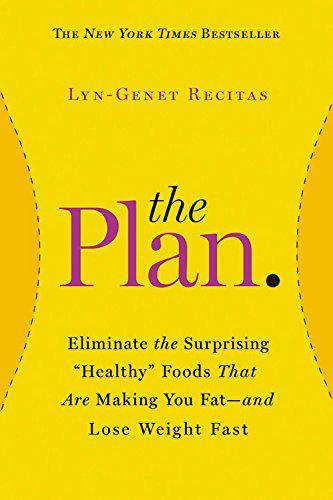 The New York Times Bestseller
Lyn-Genet Recitas
the
Plan.
Eliminate the Surprising
“Healthy” Foods That
Are Making You Fat—and
Lose Weight Fast